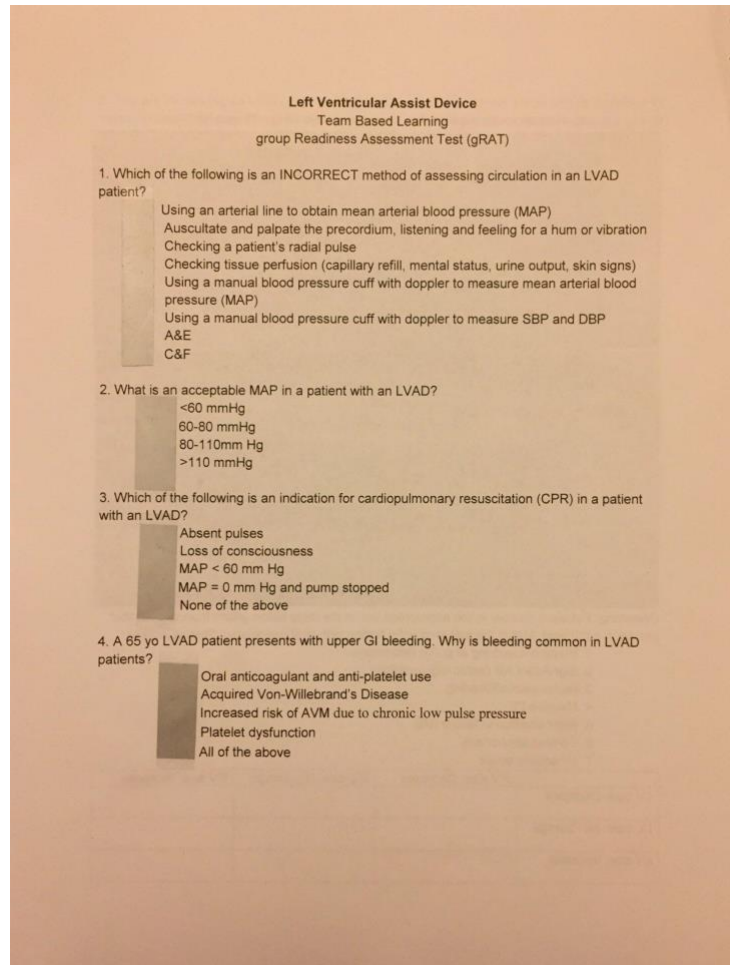 Left Ventricular Assist Device
Team Based Learning
group Readiness Assessment Test (gRAT)
1. Which of the following is an INCORRECT method of assessing circulation in an LVAD
patient?
Using an arterial line to obtain mean arterial blood pressure (MAP)
Auscultate and palpate the precordium, listening and feeling for a hum or vibration
Checking a patient's radial pulse
Checking tissue perfusion (capillary refill, mental status, urine output, skin signs)
Using a manual blood pressure cuff with doppler to measure mean arterial blood
pressure (MAP)
Using a manual blood pressure cuff with doppler to measure SBP and DBP
A&E
C&F
2. What is an acceptable MAP in a patient with an LVAD?
<60 mmHg
60-80 mmHg
80-110mm Hg
>110 mmHg
3. Which of the following is an indication for cardiopulmonary resuscitation (CPR) in a patient
with an LVAD?
Absent pulses
Loss of consciousness
MAP < 60 mm Hg
MAP = 0 mm Hg and pump stopped
None of the above
4. A 65 yo LVAD patient presents with upper GI bleeding. Why is bleeding common in LVAD
patients?
Oral anticoagulant and anti-platelet use
Acquired Von-Willebrand's Disease
Increased risk of AVM due to chronic low pulse pressure
Platelet dysfunction
All of the above